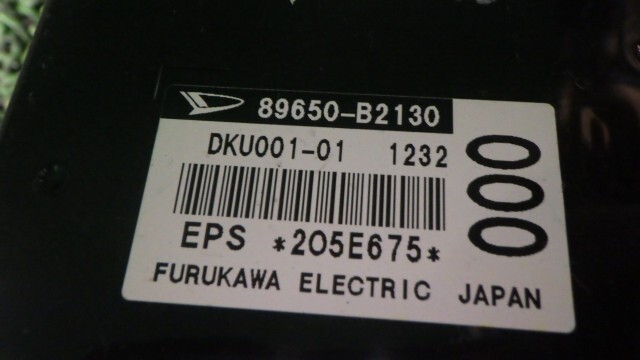 89650-B2130
DKU001-01 1232
EPS *205E675*
FURUKAWA ELECTRIC JAPAN